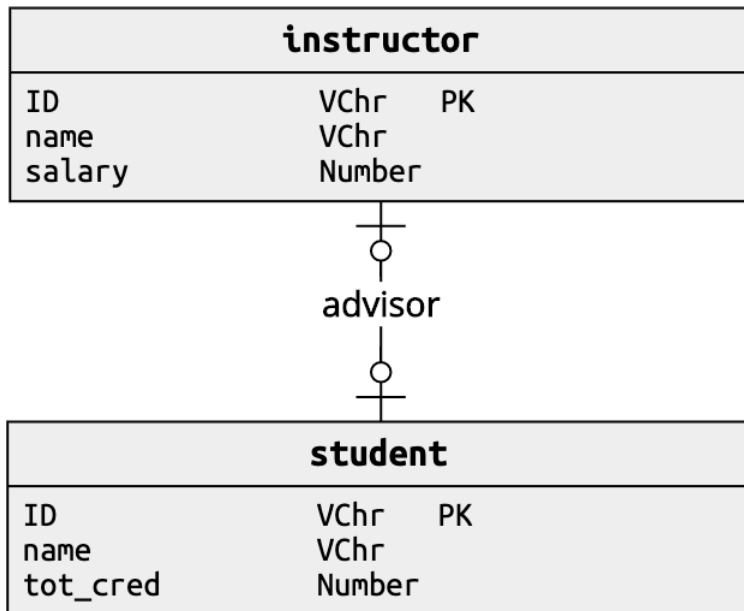 instructor
ID VChr PK
name VChr
salary Number
advisor
student
ID VChr PK
name VChr
tot_cred Number